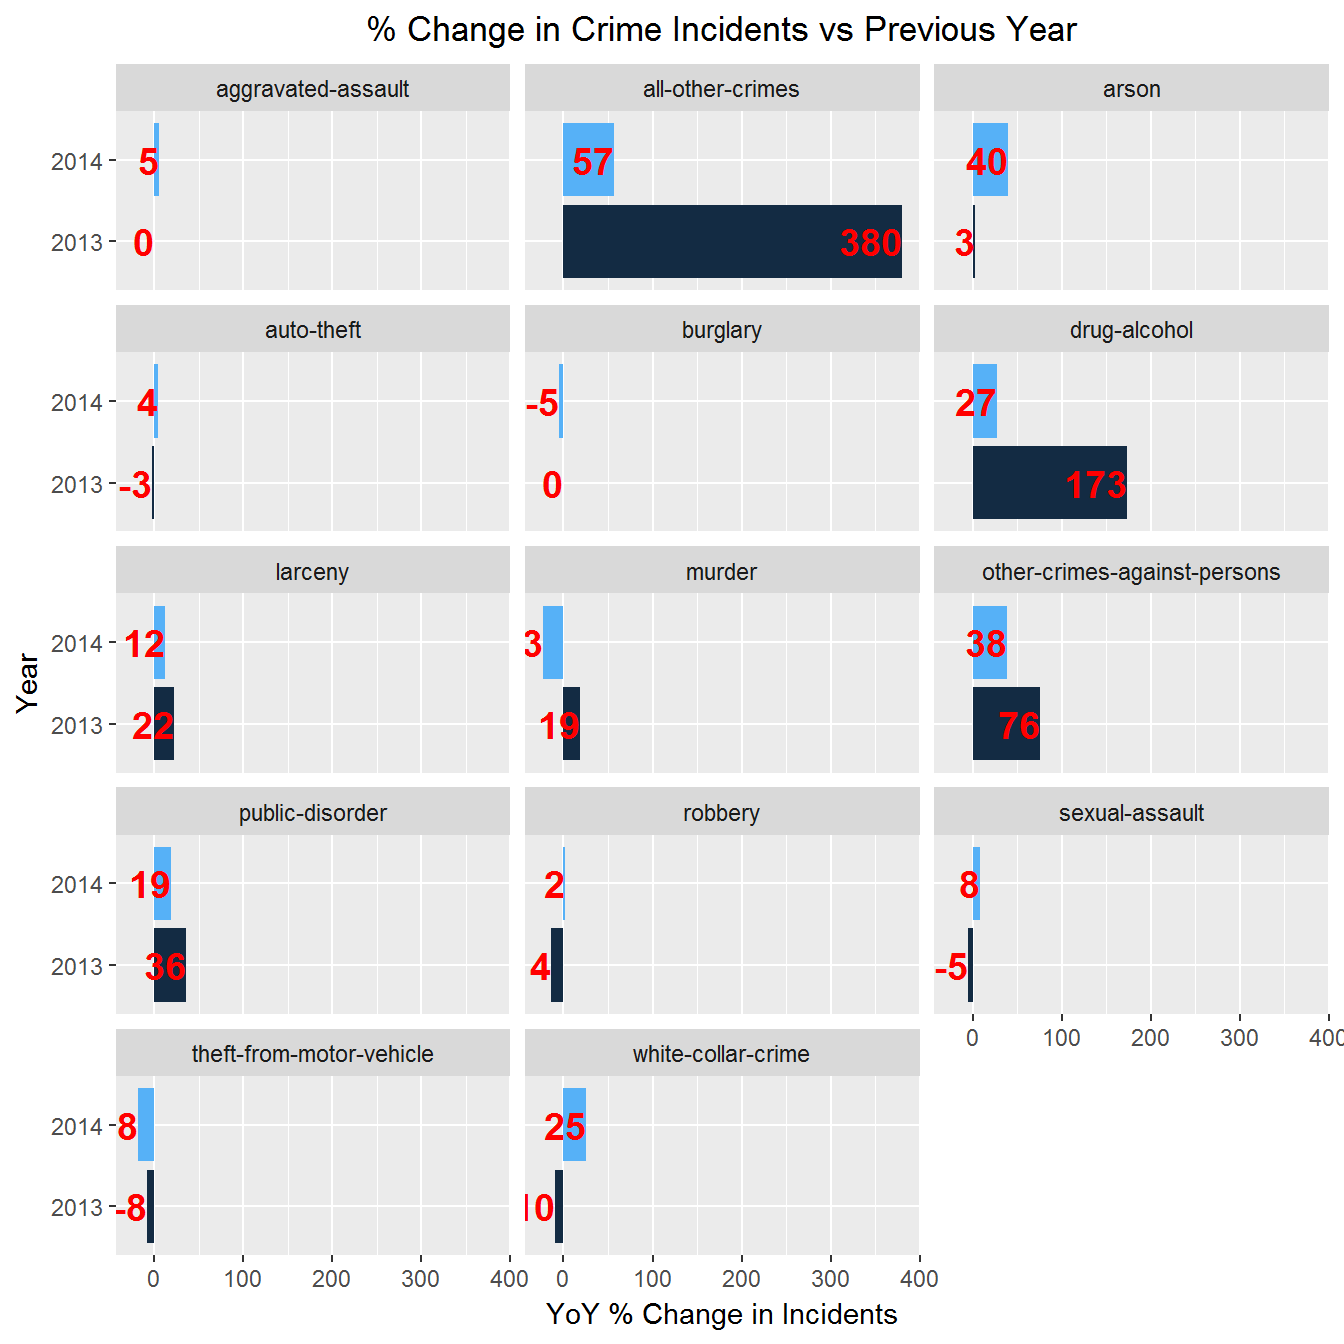 % Change in Crime Incidents vs Previous Year
aggravated-assault all-other-crimes arson
2014 5 57 40
2013 0 380 3
auto-theft burglary drug-alcohol
2014 4 -5 27
2013 -3 0 173
larceny murder other-crimes-against-persons
2014 12 3 38
2013 22 19 76
public-disorder robbery sexual-assault
2014 19 2 8
2013 36 4 -5
0 100 200 300 400
theft-from-motor-vehicle white-collar-crime
2014 8 25
2013 -8 10
0 100 200 300 400 0 100 200 300 400
YoY % Change in Incidents
Year